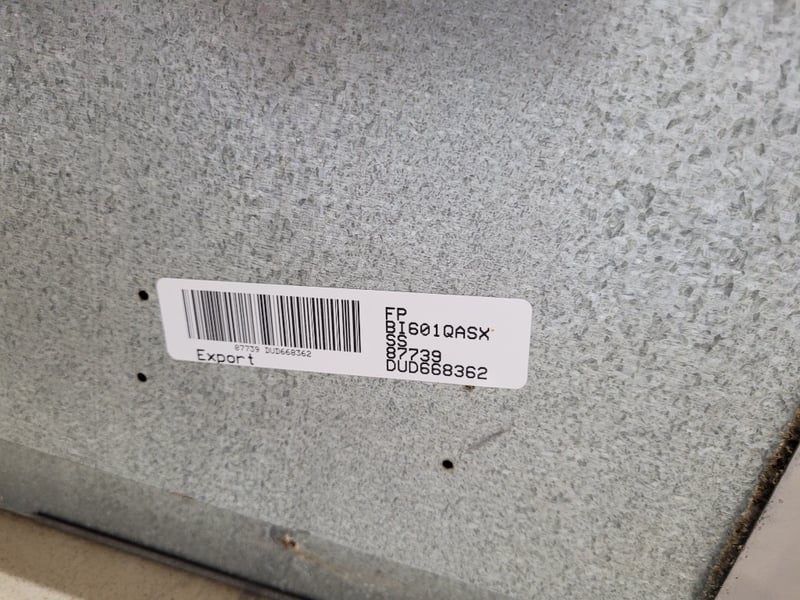 87739 DUD668362
Export
FP
BI601QASX
SS
87739
DUD668362